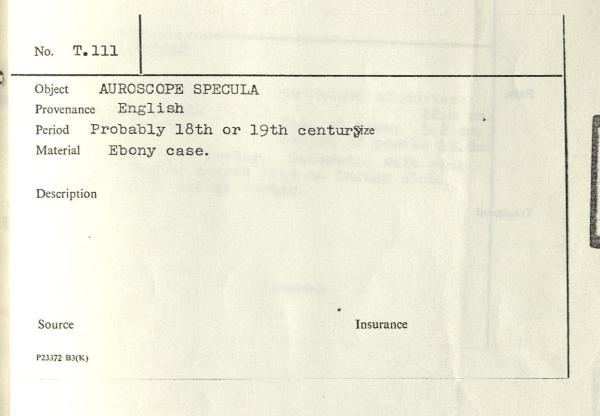 No. T.111
Object AUROSCOPE SPECULA
Provenance English
Period Probably 18th or 19th century Size
Material Ebony case.
Description
Source Insurance
P23372 B3(K)